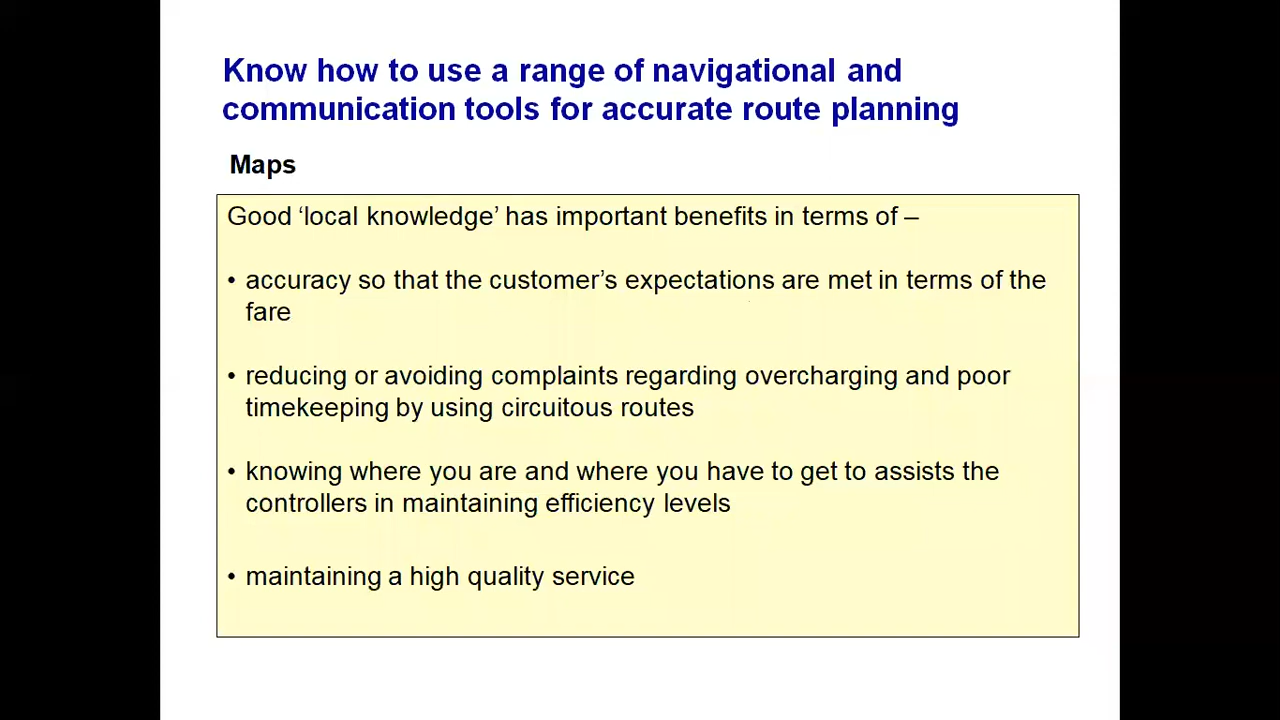 Know how to use a range of navigational and
communication tools for accurate route planning
Maps
Good ‘local knowledge’ has important benefits in terms of –
• accuracy so that the customer’s expectations are met in terms of the
fare
• reducing or avoiding complaints regarding overcharging and poor
timekeeping by using circuitous routes
• knowing where you are and where you have to get to assists the
controllers in maintaining efficiency levels
• maintaining a high quality service